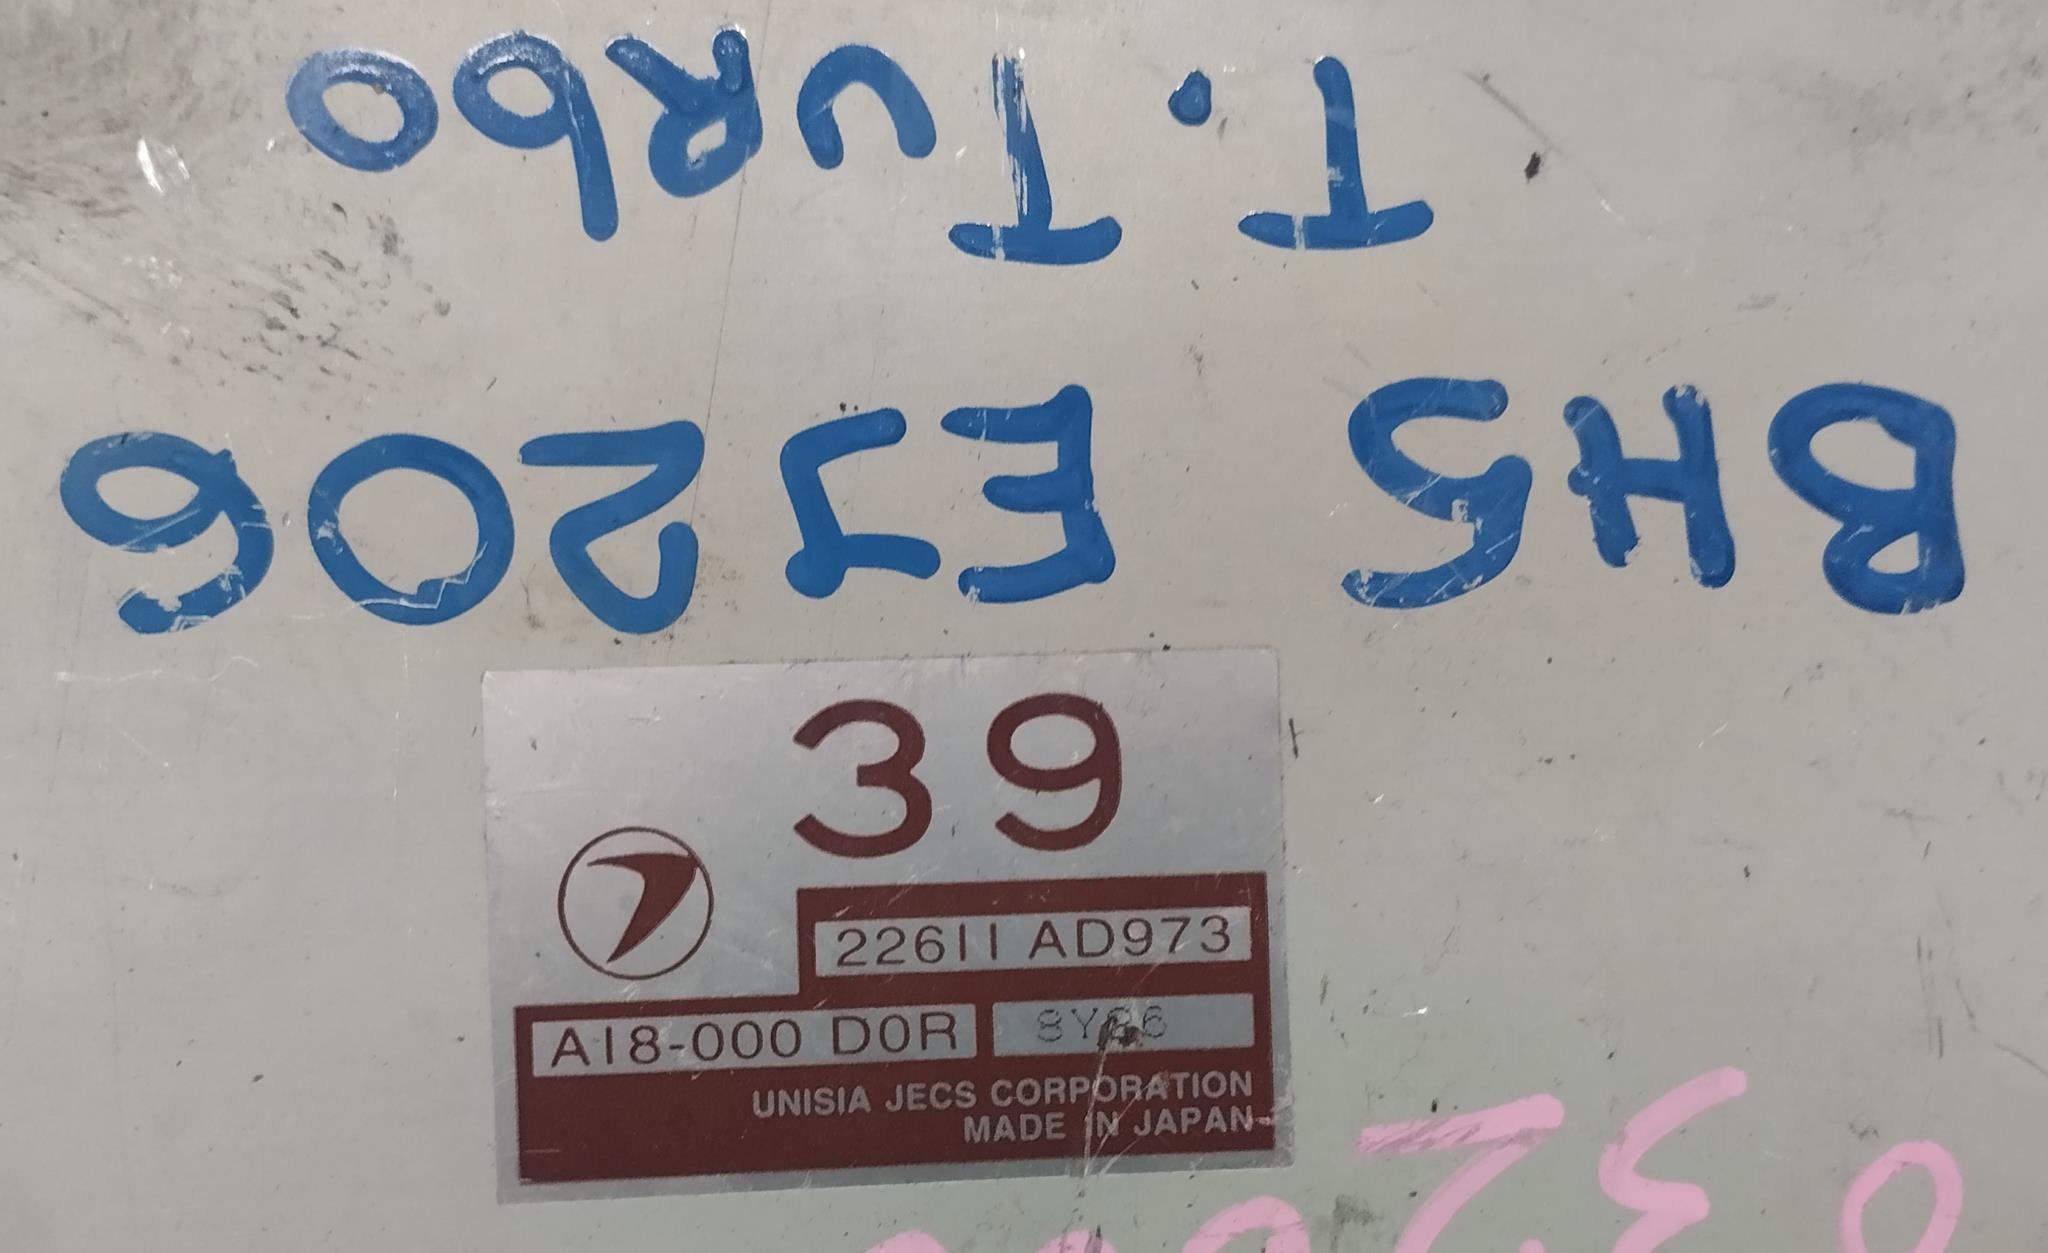 BH5 EJ206
T. TURbO
39
22611 AD973
A18-000 D0R
UNISIA JECS CORPORATION
MADE IN JAPAN